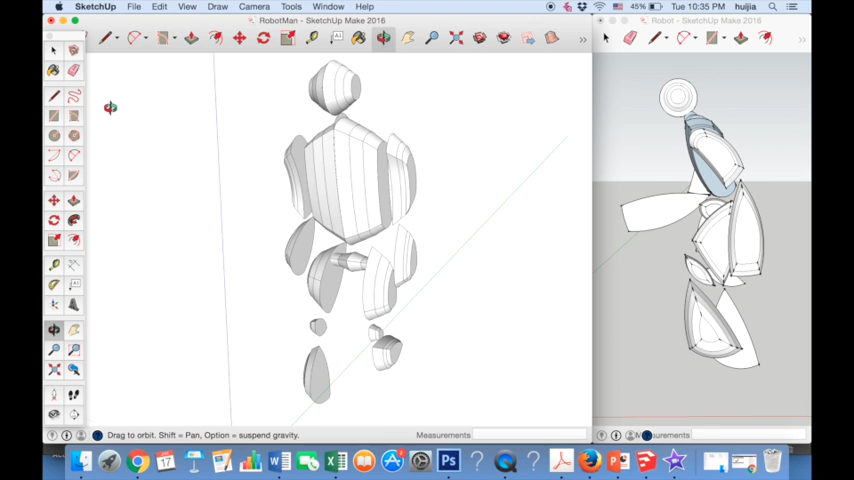 SketchUp File Edit View Draw Camera Tools Window Help
45% Tue 10:35 PM huijia
RobotMan - SketchUp Make 2016
Robot - SketchUp Make 2016
Drag to orbit. Shift = Pan, Option = suspend gravity.
Measurements
17